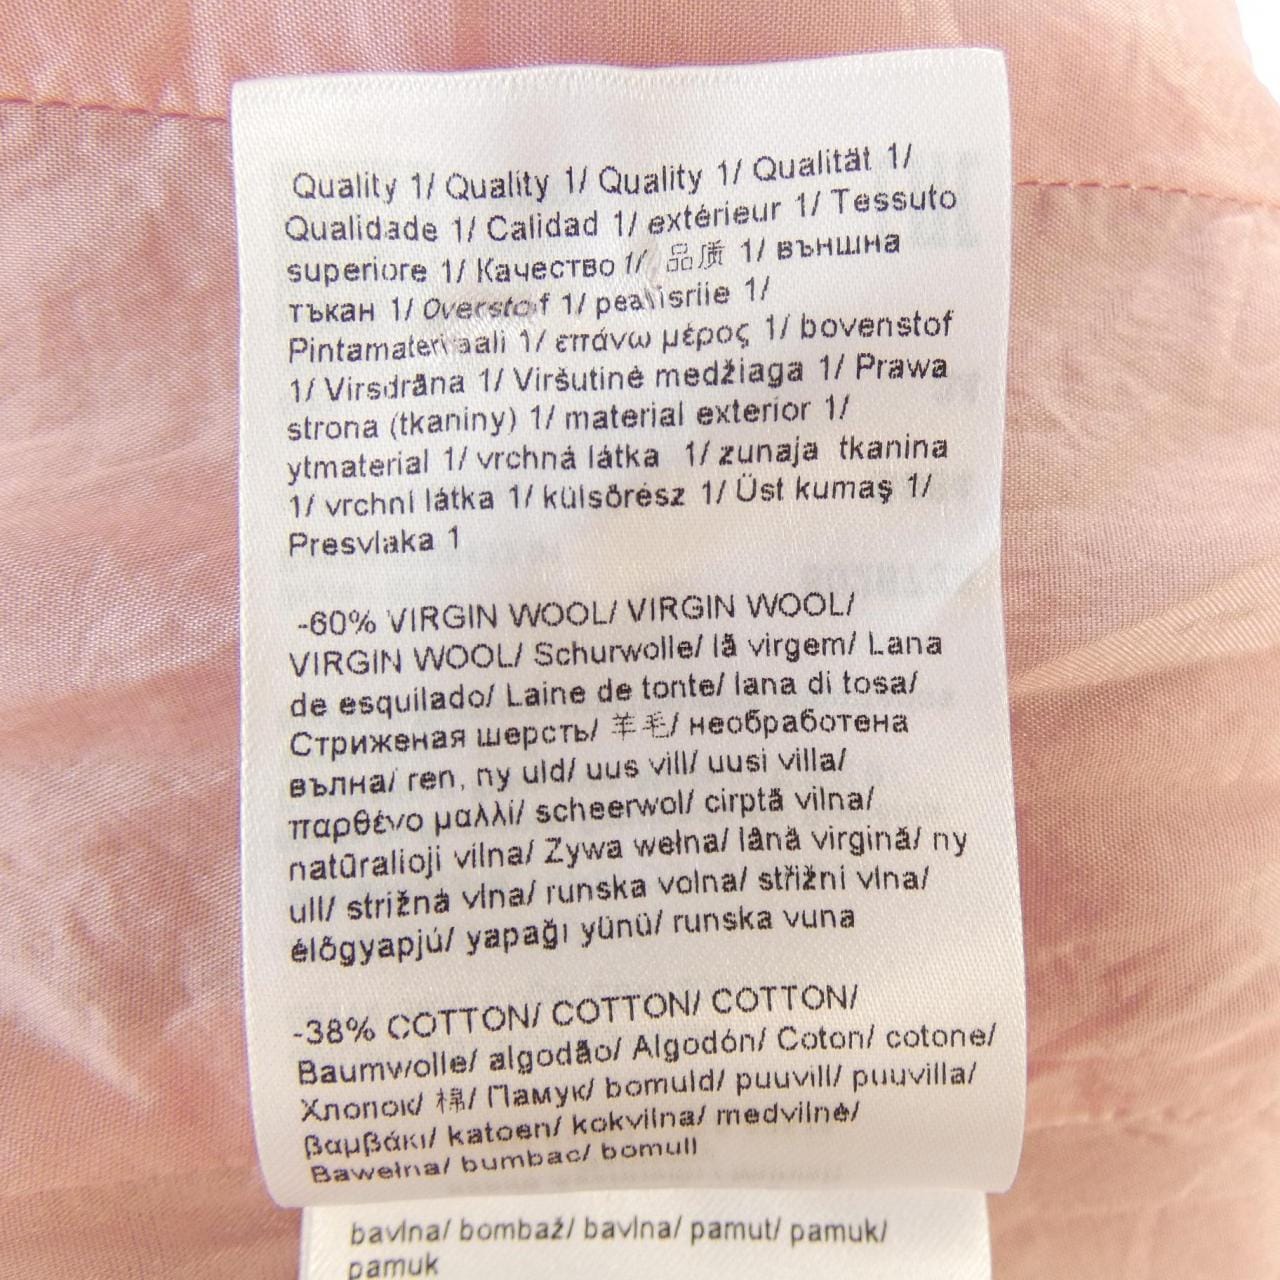 Quality 1/ Quality 1/ Quality 1/ Qualität 1/
Qualidade 1/ Calidad 1/ extérieur 1/ Tessuto
superiore 1/ Качество 1/ 品质 1/ външна
тъкан 1/ Overstof 1/ pealisriie 1/
Pintamateriaali 1/ επάνω μέρος 1/ bovenstof
1/ Virsdrāna 1/ Viršutinė medžiaga 1/ Prawa
strona (tkaniny) 1/ material exterior 1/
ytmaterial 1/ vrchná látka 1/ zunaja tkanina
1/ vrchní látka 1/ külsőrész 1/ Üst kumaş 1/
Presvlaka 1
-60% VIRGIN WOOL/ VIRGIN WOOL/
VIRGIN WOOL/ Schurwolle/ lã virgem/ Lana
de esquilado/ Laine de tonte/ lana di tosa/
Стриженая шерсть/ 羊毛/ необработена
вълна/ ren, ny uld/ uus vill/ uusi villa/
παρθένο μαλλί/ scheerwol/ cirptā vilna/
natūralioji vilna/ Żywa wełna/ lână virgină/ ny
ull/ strižná vlna/ runska volna/ střižní vlna/
élőgyapjú/ yapağı yünü/ runska vuna
-38% COTTON/ COTTON/ COTTON/
Baumwolle/ algodão/ Algodón/ Coton/ cotone/
Хлопок/ 棉/ Памук/ bomuld/ puuvill/ puuvilla/
βαμβάκι/ katoen/ kokvilna/ medvilnė/
Bawełna/ bumbac/ bomull
bavlna/ bombaž/ bavlna/ pamut/ pamuk/
pamuk